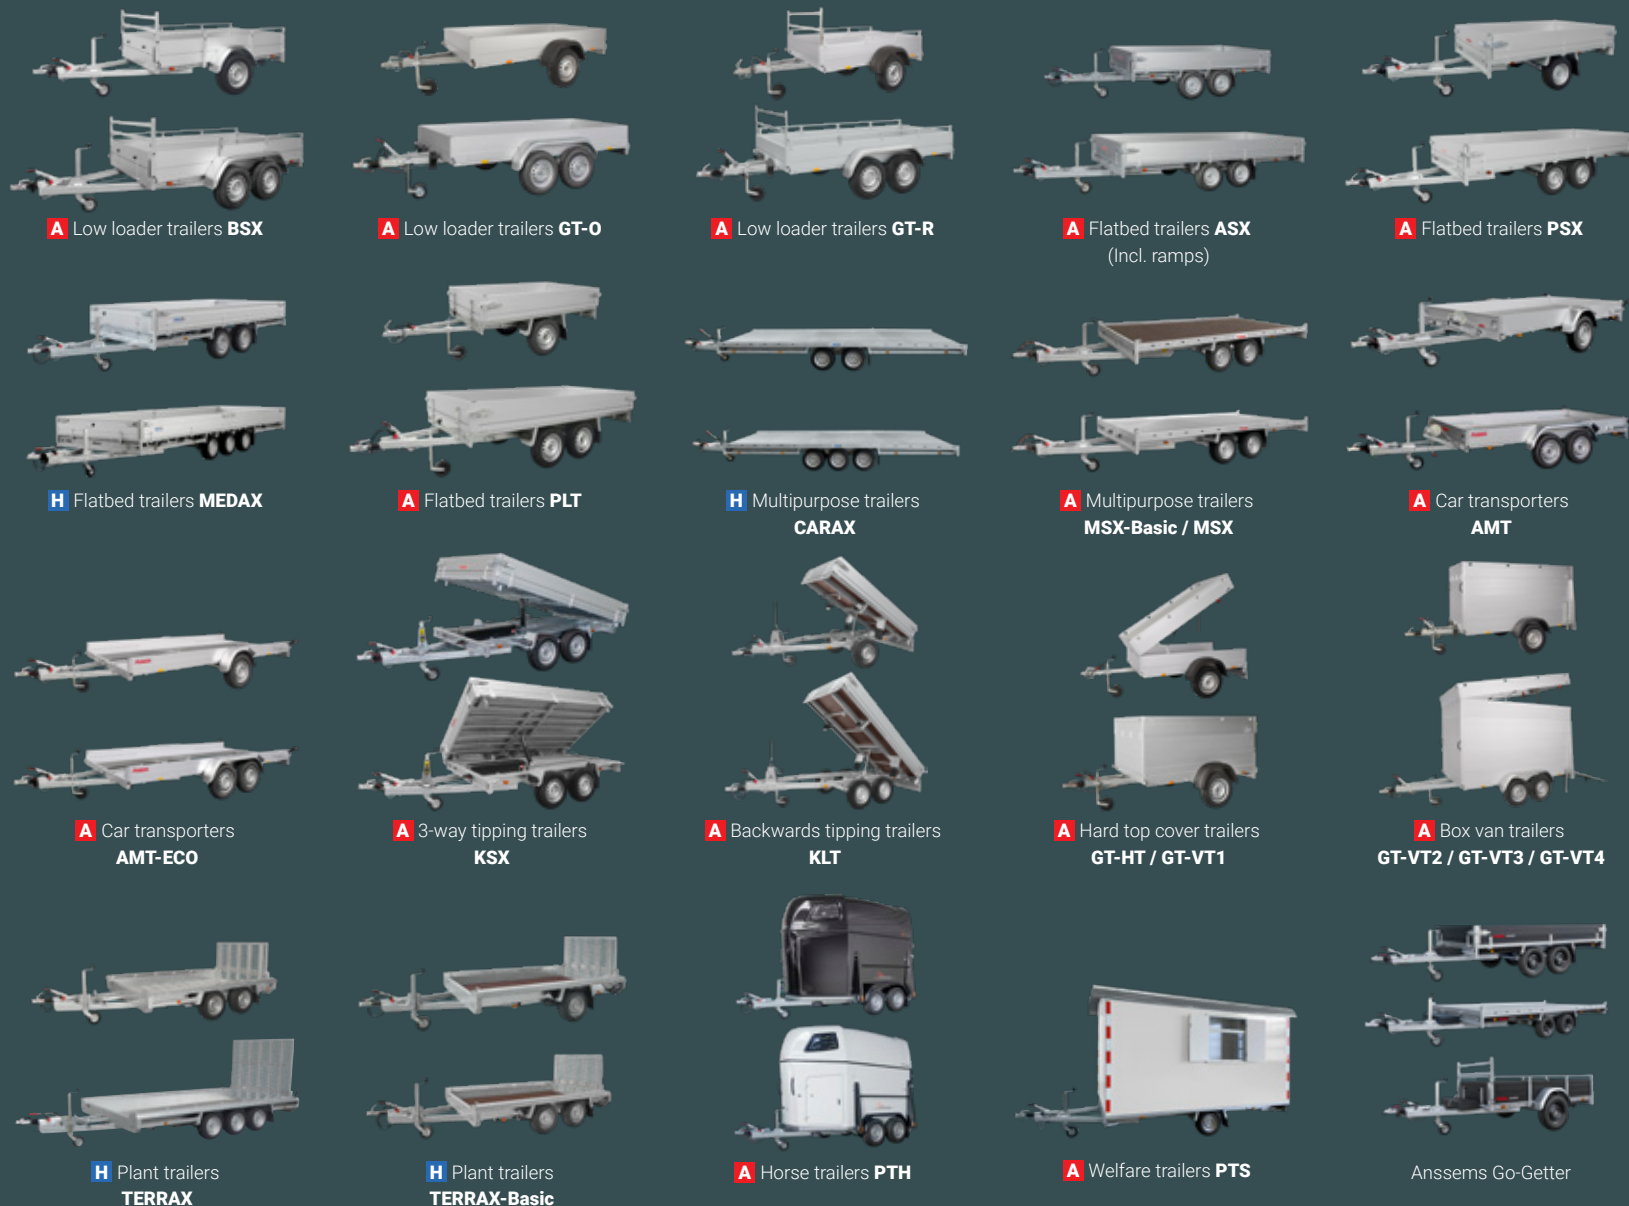 A Low loader trailers BSX
A Low loader trailers GT-O
A Low loader trailers GT-R
A Flatbed trailers ASX
(Incl. ramps)
A Flatbed trailers PSX
H Flatbed trailers MEDAX
A Flatbed trailers PLT
H Multipurpose trailers
CARAX
A Multipurpose trailers
MSX-Basic / MSX
A Car transporters
AMT
A Car transporters
AMT-ECO
A 3-way tipping trailers
KSX
A Backwards tipping trailers
KLT
A Hard top cover trailers
GT-HT / GT-VT1
A Box van trailers
GT-VT2 / GT-VT3 / GT-VT4
H Plant trailers
TERRAX
H Plant trailers
TERRAX-Basic
A Horse trailers PTH
A Welfare trailers PTS
Anssems Go-Getter